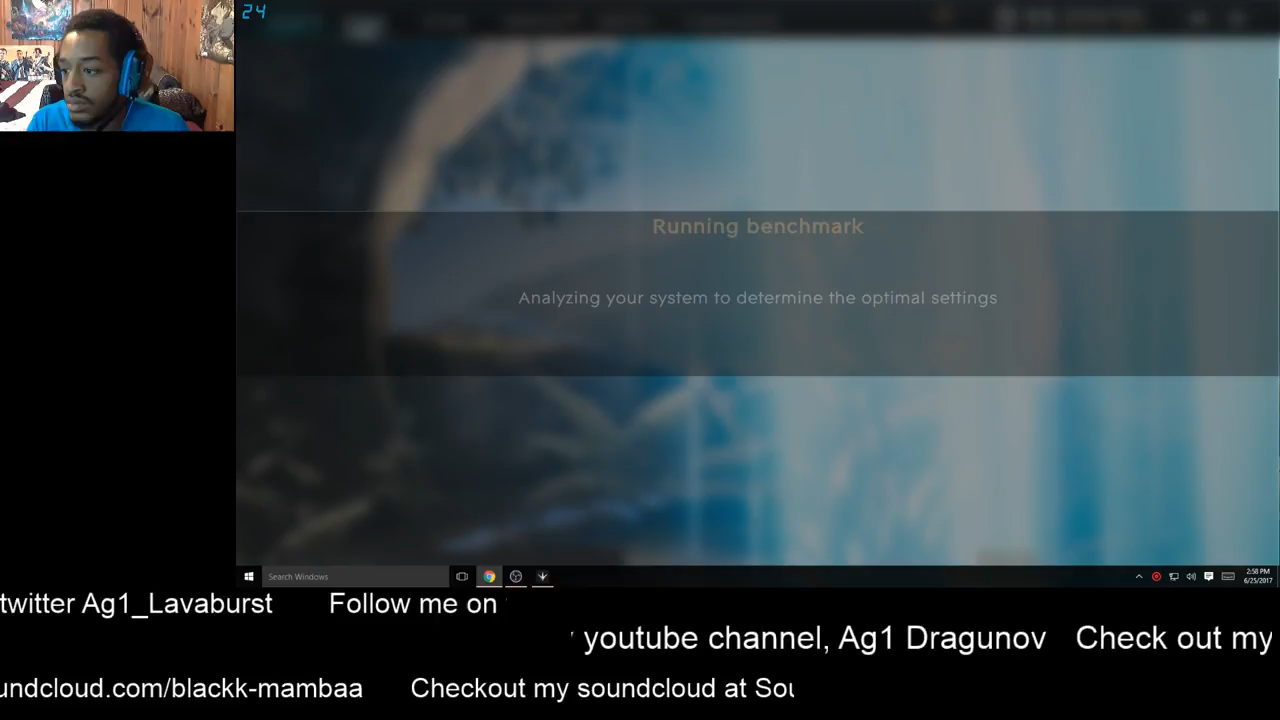 24
Running benchmark
Analyzing your system to determine the optimal settings
Search Windows
2:58 PM
6/25/2017
twitter Ag1_Lavaburst Follow me on
youtube channel, Ag1 Dragunov Check out my
undcloud.com/blackk-mambaa Checkout my soundcloud at Sou